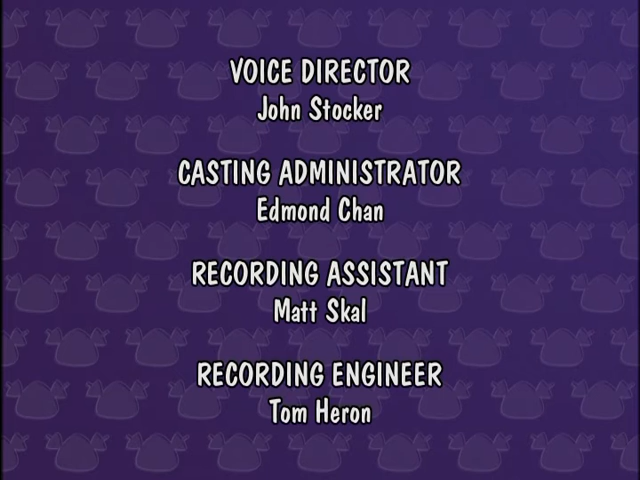 VOICE DIRECTOR
John Stocker
CASTING ADMINISTRATOR
Edmond Chan
RECORDING ASSISTANT
Matt Skal
RECORDING ENGINEER
Tom Heron